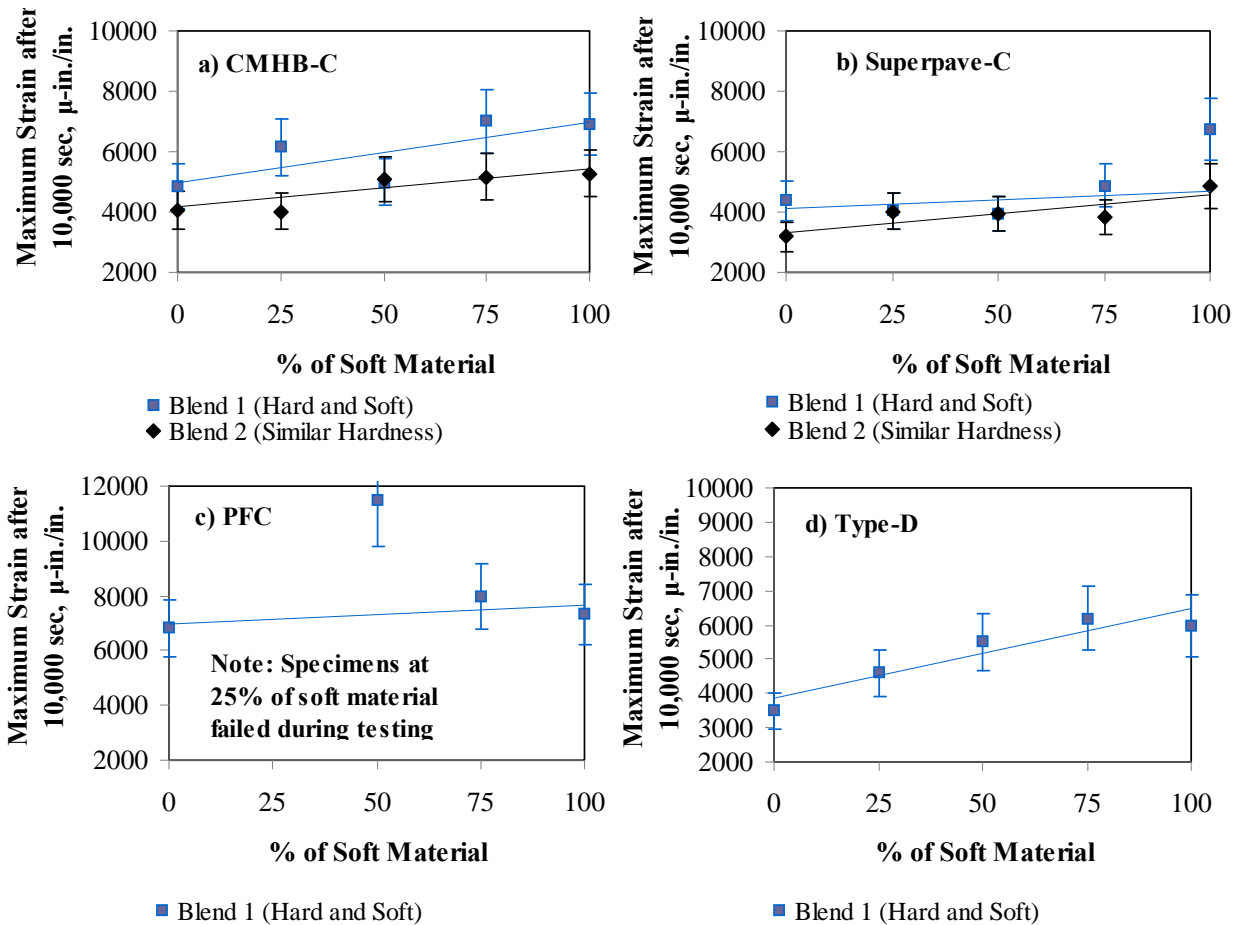 Maximum Strain after
10,000 sec, μ-in./in.
10000
8000
6000
4000
2000
a) CMHB-C
0 25 50 75 100
% of Soft Material
Blend 1 (Hard and Soft)
Blend 2 (Similar Hardness)
Maximum Strain after
10,000 sec, μ-in./in.
10000
8000
6000
4000
2000
b) Superpave-C
0 25 50 75 100
% of Soft Material
Blend 1 (Hard and Soft)
Blend 2 (Similar Hardness)
Maximum Strain after
10,000 sec, μ-in./in.
12000
10000
8000
6000
4000
2000
c) PFC
Note: Specimens at
25% of soft material
failed during testing
0 25 50 75 100
% of Soft Material
Blend 1 (Hard and Soft)
Maximum Strain after
10,000 sec, μ-in./in.
10000
9000
8000
7000
6000
5000
4000
3000
2000
d) Type-D
0 25 50 75 100
% of Soft Material
Blend 1 (Hard and Soft)